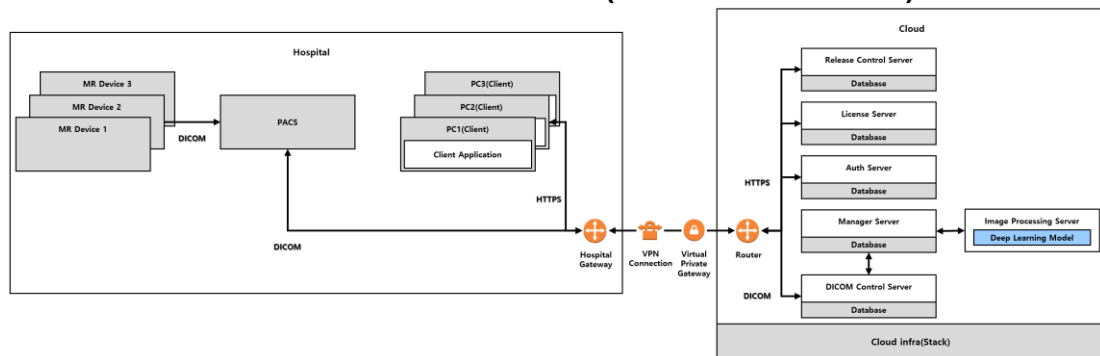 Hospital
MR Device 3
MR Device 2
MR Device 1
DICOM
PACS
PC3(Client)
PC2(Client)
PC1(Client)
Client Application
HTTPS
DICOM
Hospital
Gateway
VPN
Connection
Virtual
Private
Gateway
Router
Cloud
Release Control Server
Database
License Server
Database
Auth Server
Database
HTTPS
Manager Server
Database
Image Processing Server
Deep Learning Model
DICOM Control Server
Database
DICOM
Cloud infra(Stack)